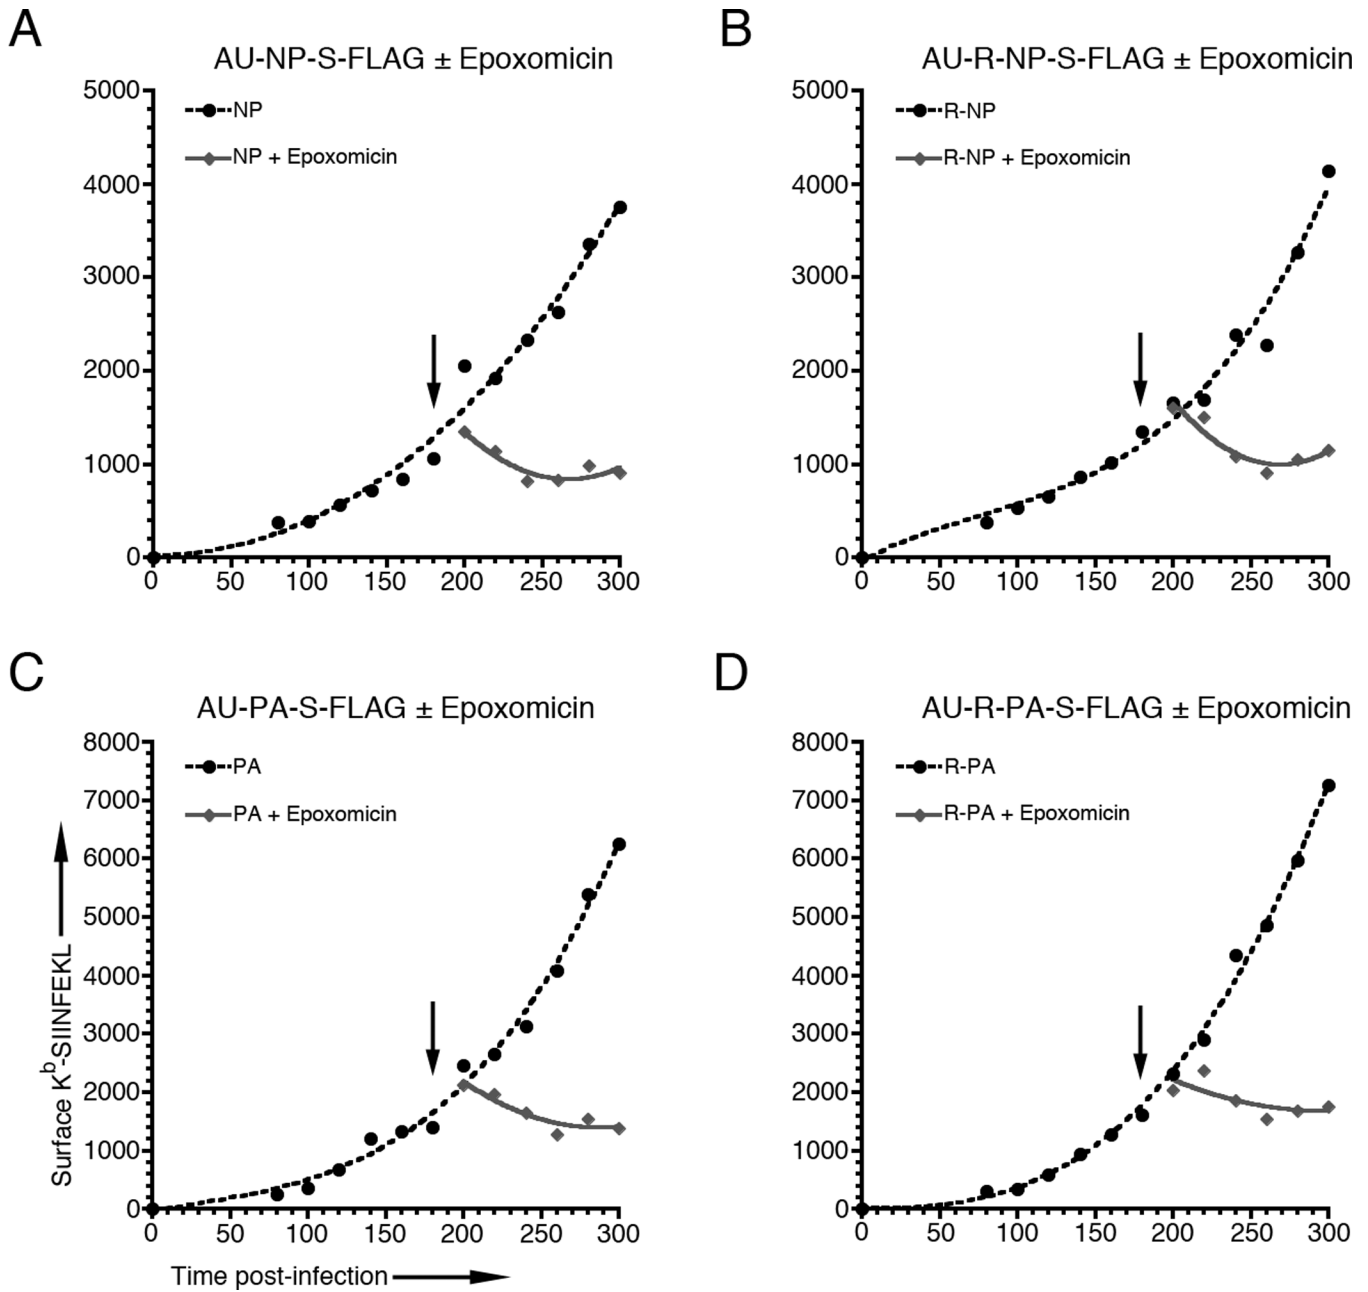 A
AU-NP-S-FLAG ± Epoxomicin
5000
4000
3000
2000
1000
0
NP
NP + Epoxomicin
0 50 100 150 200 250 300
B
AU-R-NP-S-FLAG ± Epoxomicin
5000
4000
3000
2000
1000
0
R-NP
R-NP + Epoxomicin
0 50 100 150 200 250 300
C
AU-PA-S-FLAG ± Epoxomicin
8000
7000
6000
5000
4000
3000
2000
1000
0
PA
PA + Epoxomicin
0 50 100 150 200 250 300
Surface Kb-SIINFEKL
Time post-infection
D
AU-R-PA-S-FLAG ± Epoxomicin
8000
7000
6000
5000
4000
3000
2000
1000
0
R-PA
R-PA + Epoxomicin
0 50 100 150 200 250 300